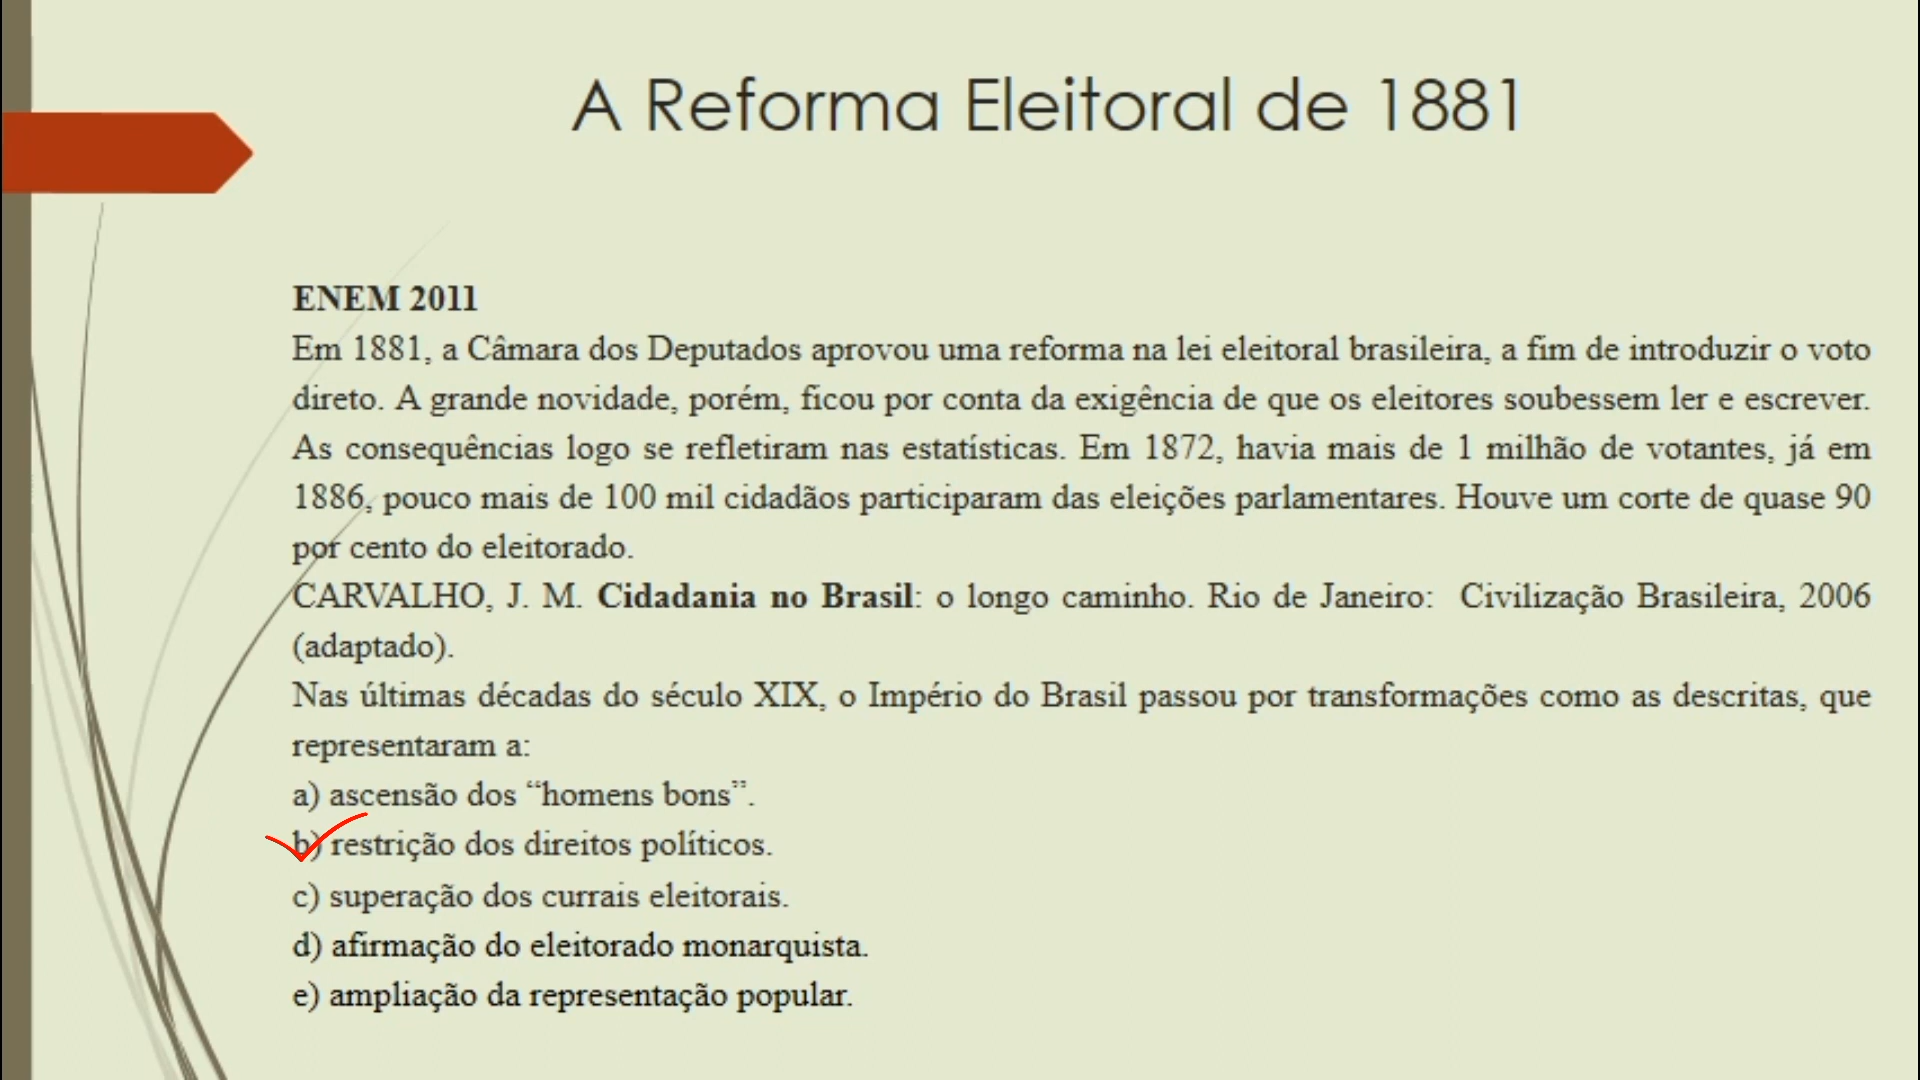 A Reforma Eleitoral de 1881
ENEM 2011
Em 1881, a Câmara dos Deputados aprovou uma reforma na lei eleitoral brasileira, a fim de introduzir o voto
direto. A grande novidade, porém, ficou por conta da exigência de que os eleitores soubessem ler e escrever.
As consequências logo se refletiram nas estatísticas. Em 1872, havia mais de 1 milhão de votantes, já em
1886, pouco mais de 100 mil cidadãos participaram das eleições parlamentares. Houve um corte de quase 90
por cento do eleitorado.
CARVALHO, J. M. Cidadania no Brasil: o longo caminho. Rio de Janeiro: Civilização Brasileira, 2006
(adaptado).
Nas últimas décadas do século XIX, o Império do Brasil passou por transformações como as descritas, que
representaram a:
a) ascensão dos “homens bons”.
b) restrição dos direitos políticos.
c) superação dos currais eleitorais.
d) afirmação do eleitorado monarquista.
e) ampliação da representação popular.